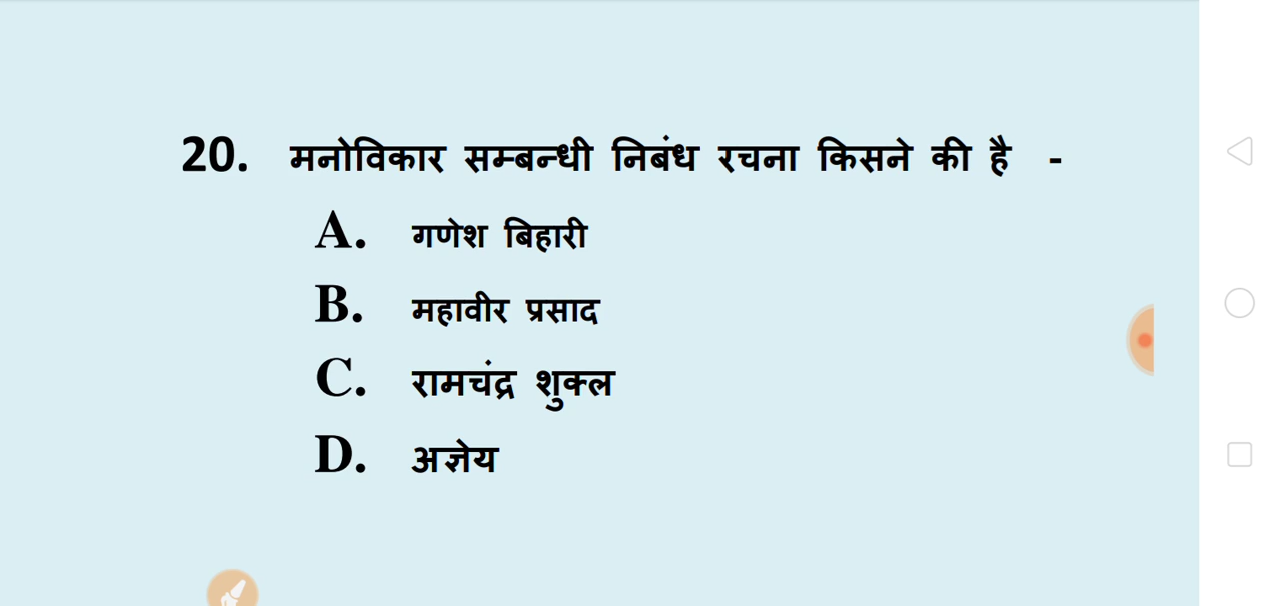 20. मनोविकार सम्बन्धी निबंध रचना किसने की है -
A. गणेश बिहारी
B. महावीर प्रसाद
C. रामचंद्र शुक्ल
D. अज्ञेय